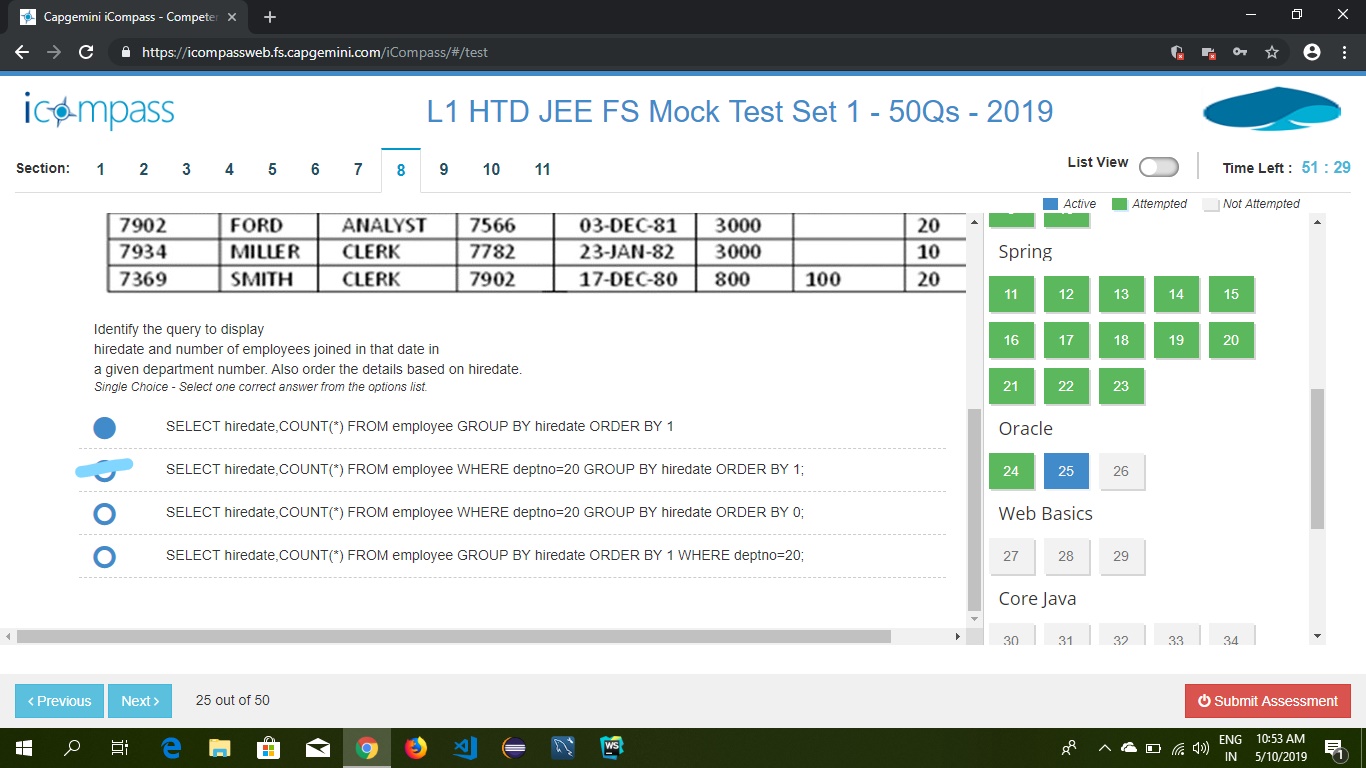 Capgemini iCompass - Competen
https://icompassweb.fs.capgemini.com/iCompass/#/test
icompass
L1 HTD JEE FS Mock Test Set 1 - 50Qs - 2019
Section: 1 2 3 4 5 6 7 8 9 10 11
List View
Time Left : 51 : 29
Active Attempted Not Attempted
7902 FORD ANALYST 7566 03-DEC-81 3000 20
7934 MILLER CLERK 7782 23-JAN-82 3000 10
7369 SMITH CLERK 7902 17-DEC-80 800 100 20
Identify the query to display
hiredate and number of employees joined in that date in
a given department number. Also order the details based on hiredate.
Single Choice - Select one correct answer from the options list.
SELECT hiredate,COUNT(*) FROM employee GROUP BY hiredate ORDER BY 1
SELECT hiredate,COUNT(*) FROM employee WHERE deptno=20 GROUP BY hiredate ORDER BY 1;
SELECT hiredate,COUNT(*) FROM employee WHERE deptno=20 GROUP BY hiredate ORDER BY 0;
SELECT hiredate,COUNT(*) FROM employee GROUP BY hiredate ORDER BY 1 WHERE deptno=20;
Spring
11 12 13 14 15
16 17 18 19 20
21 22 23
Oracle
24 25 26
Web Basics
27 28 29
Core Java
30 31 32 33 34
Previous
Next
25 out of 50
Submit Assessment
WS
ENG
IN
10:53 AM
5/10/2019
1